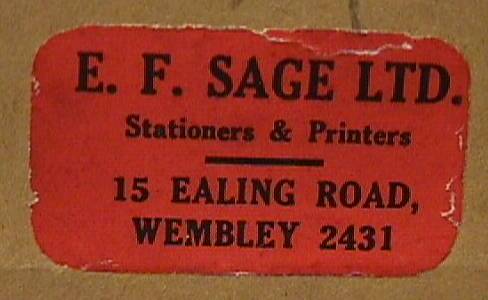 E. F. SAGE LTD.
Stationers & Printers
15 EALING ROAD,
WEMBLEY 2431